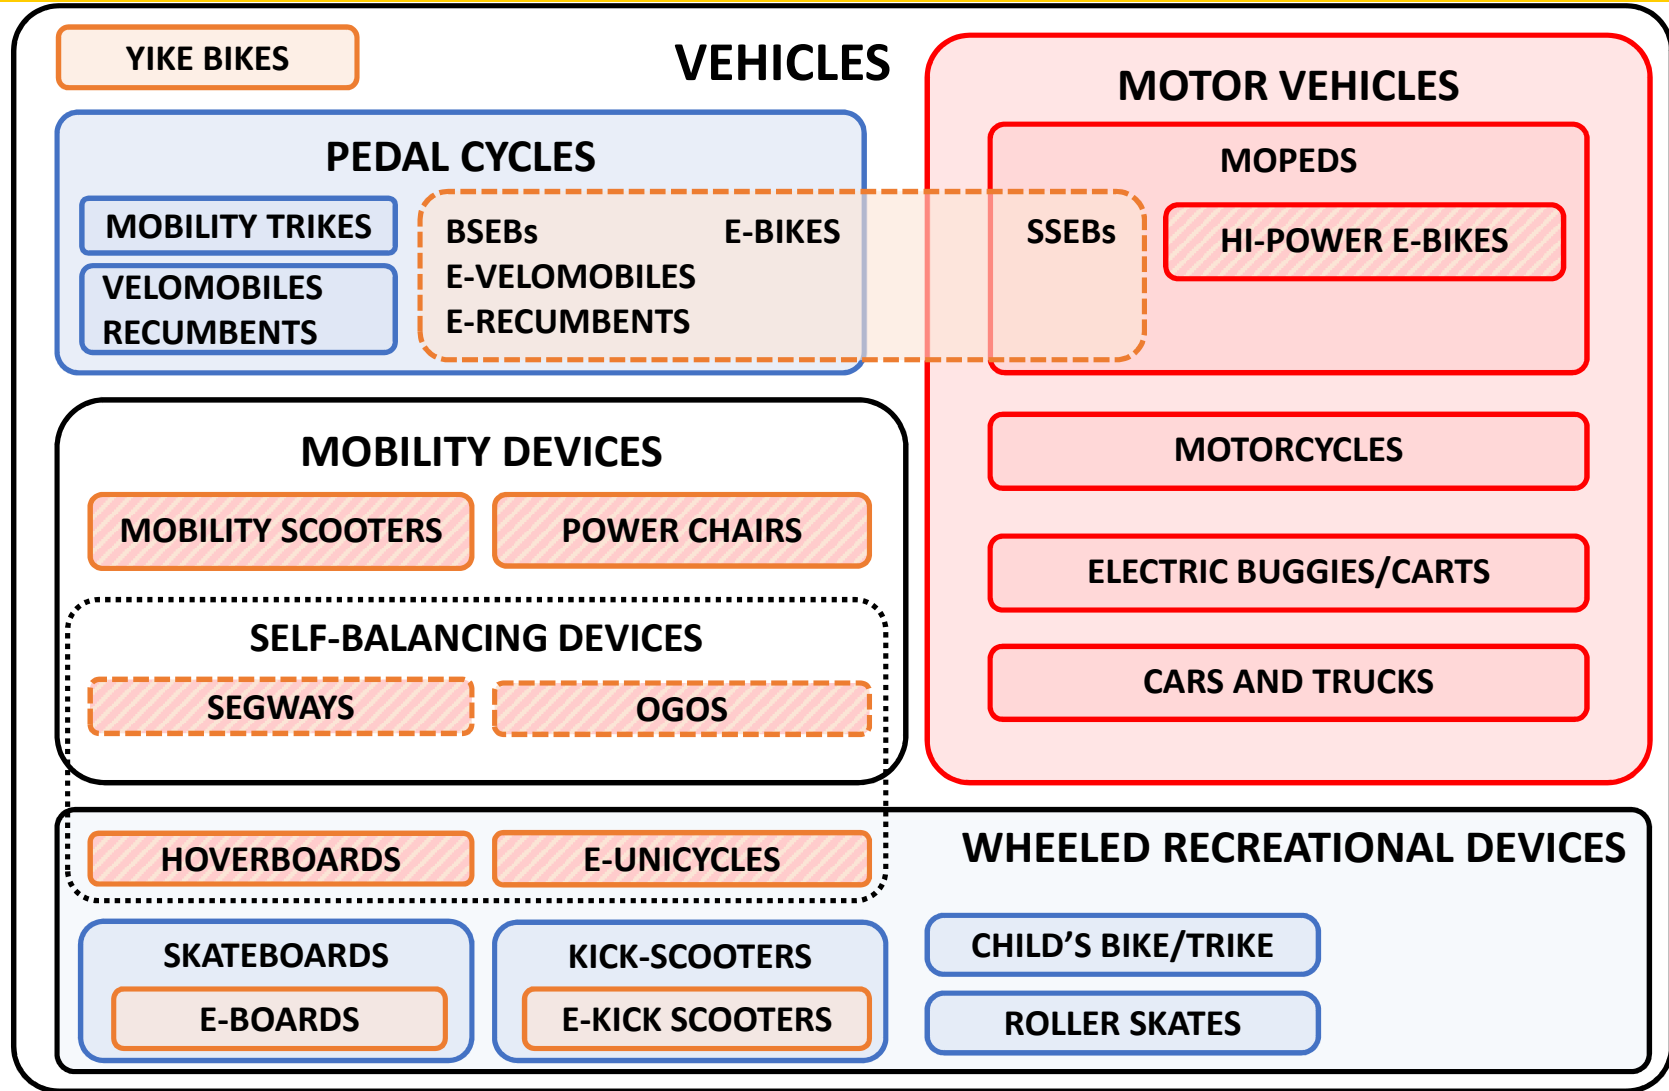 YIKE BIKES
VEHICLES
MOTOR VEHICLES
PEDAL CYCLES
MOPEDS
MOBILITY TRIKES
BSEBs
E-BIKES
SSEBs
HI-POWER E-BIKES
VELOMOBILES
RECUMBENTS
E-VELOMOBILES
E-RECUMBENTS
MOBILITY DEVICES
MOTORCYCLES
MOBILITY SCOOTERS
POWER CHAIRS
ELECTRIC BUGGIES/CARTS
SELF-BALANCING DEVICES
CARS AND TRUCKS
SEGWAYS
OGOS
HOVERBOARDS
E-UNICYCLES
WHEELED RECREATIONAL DEVICES
SKATEBOARDS
KICK-SCOOTERS
CHILD’S BIKE/TRIKE
E-BOARDS
E-KICK SCOOTERS
ROLLER SKATES